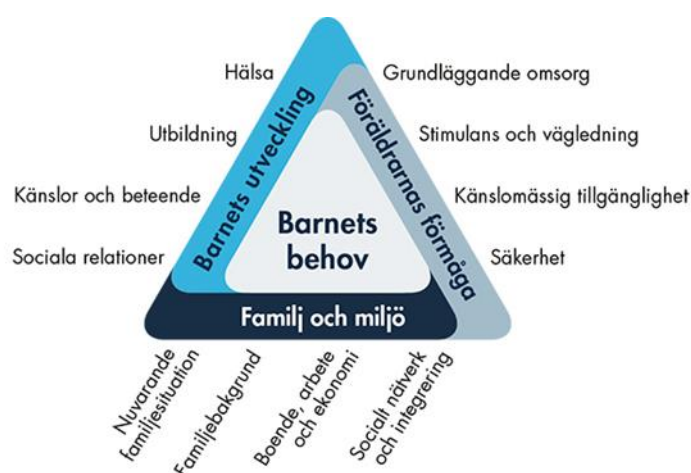 Hälsa
Utbildning
Känslor och beteende
Sociala relationer
Barnets utveckling
Föräldrarnas förmåga
Grundläggande omsorg
Stimulans och vägledning
Känslomässig tillgänglighet
Säkerhet
Barnets
behov
Familj och miljö
Nuvarande
familjesituation
Familjebakgrund
Boende, arbete
och ekonomi
Socialt nätverk
och integrering